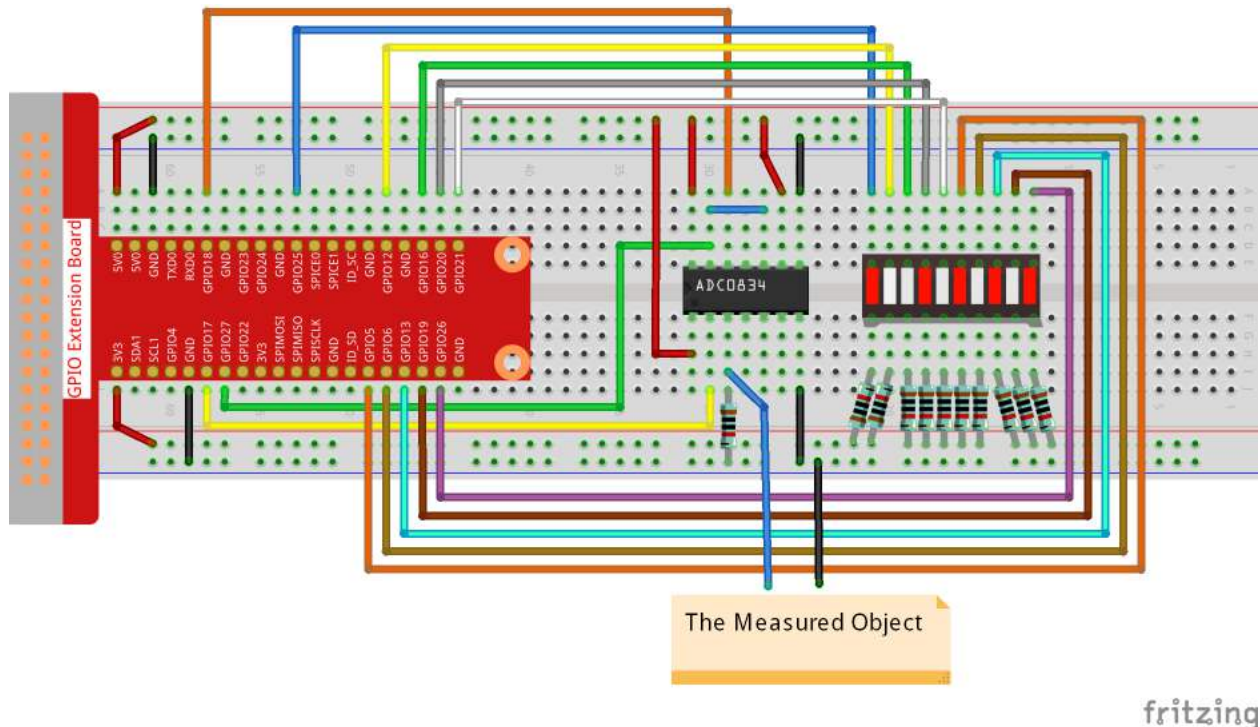 GPIO Extension Board
5V0
5V0
GND
TXD0
RXD0
GPIO18
GND
GPIO23
GPIO24
GND
GPIO25
SPICE0
SPICE1
ID_SC
GND
GPIO12
GND
GPIO16
GPIO20
GPIO21
3V3
SDA1
SCL1
GPIO4
GND
GPIO17
GPIO27
GPIO22
3V3
SPIMOSI
SPIMISO
SPISCLK
GND
ID_SD
GPIO5
GPIO6
GPIO13
GPIO19
GPIO26
GND
ADC0834
The Measured Object
fritzing